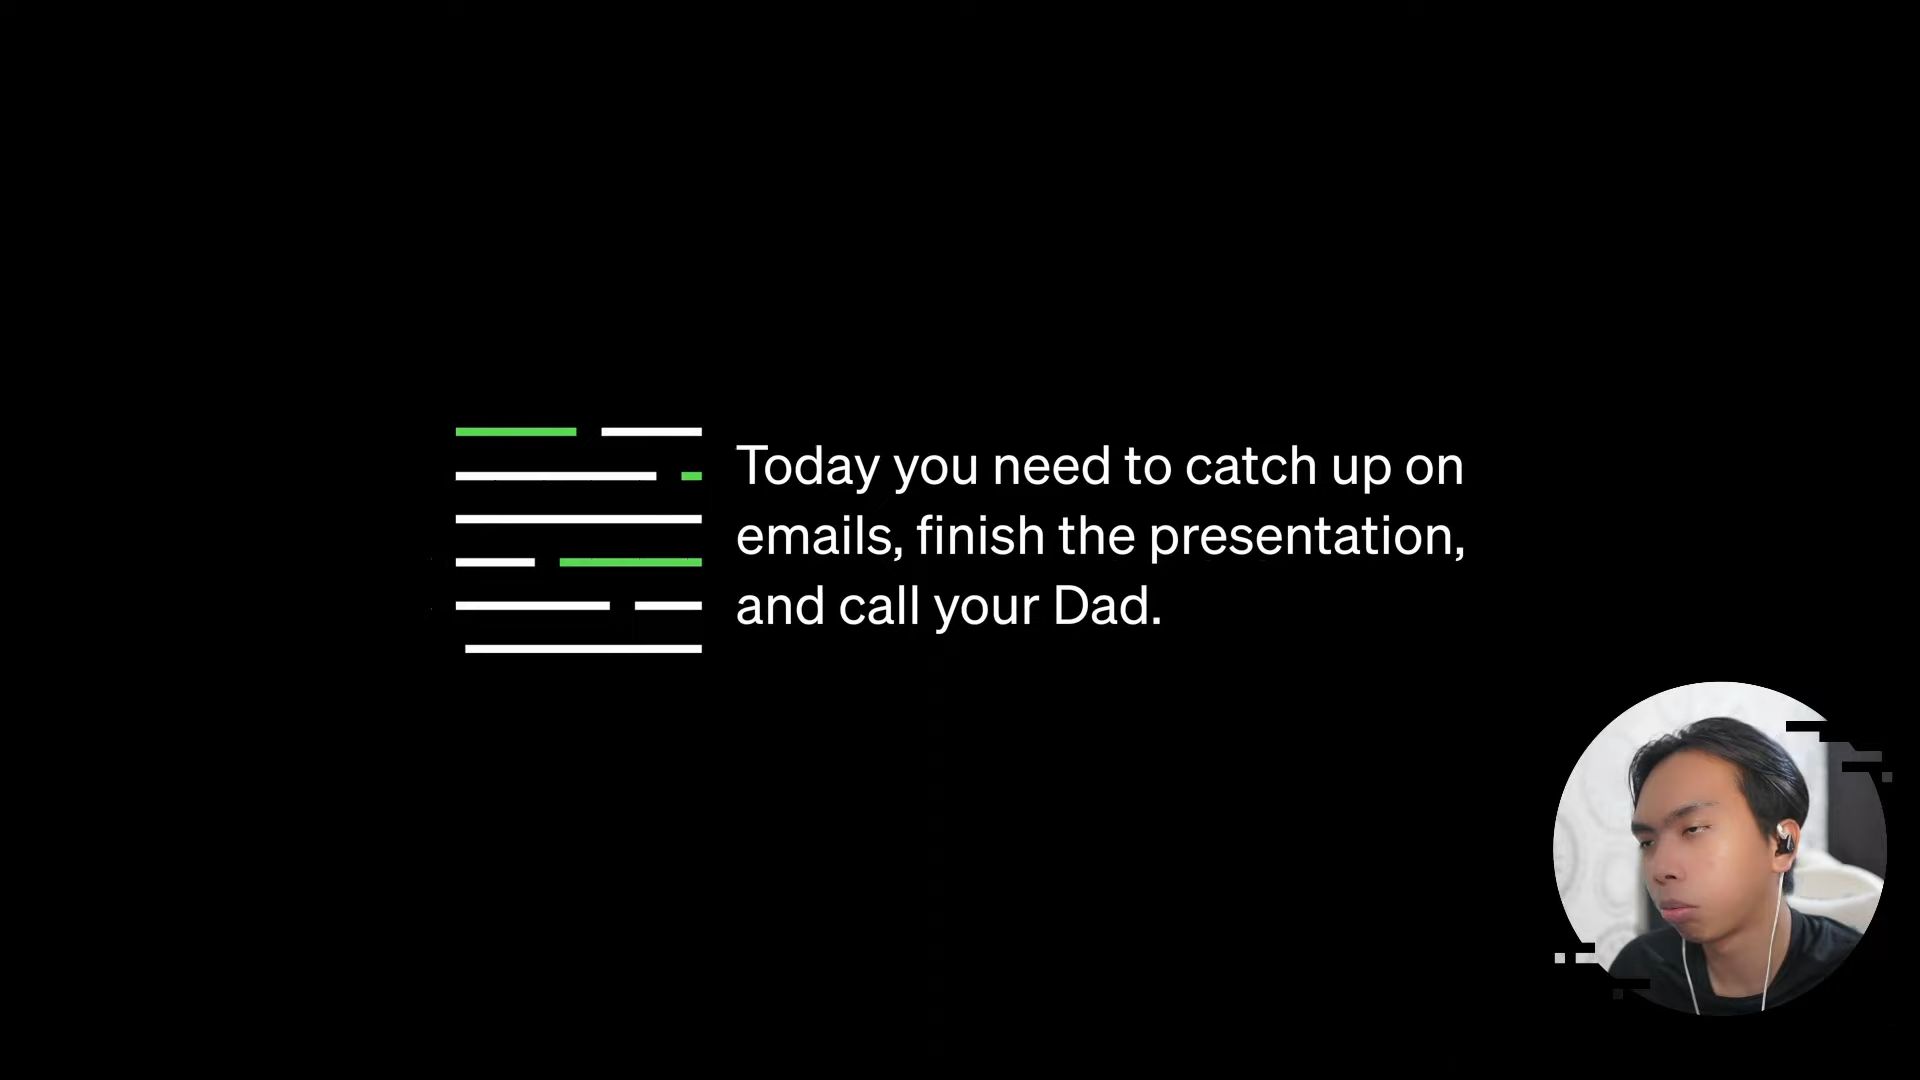 Today you need to catch up on
emails, finish the presentation,
and call your Dad.